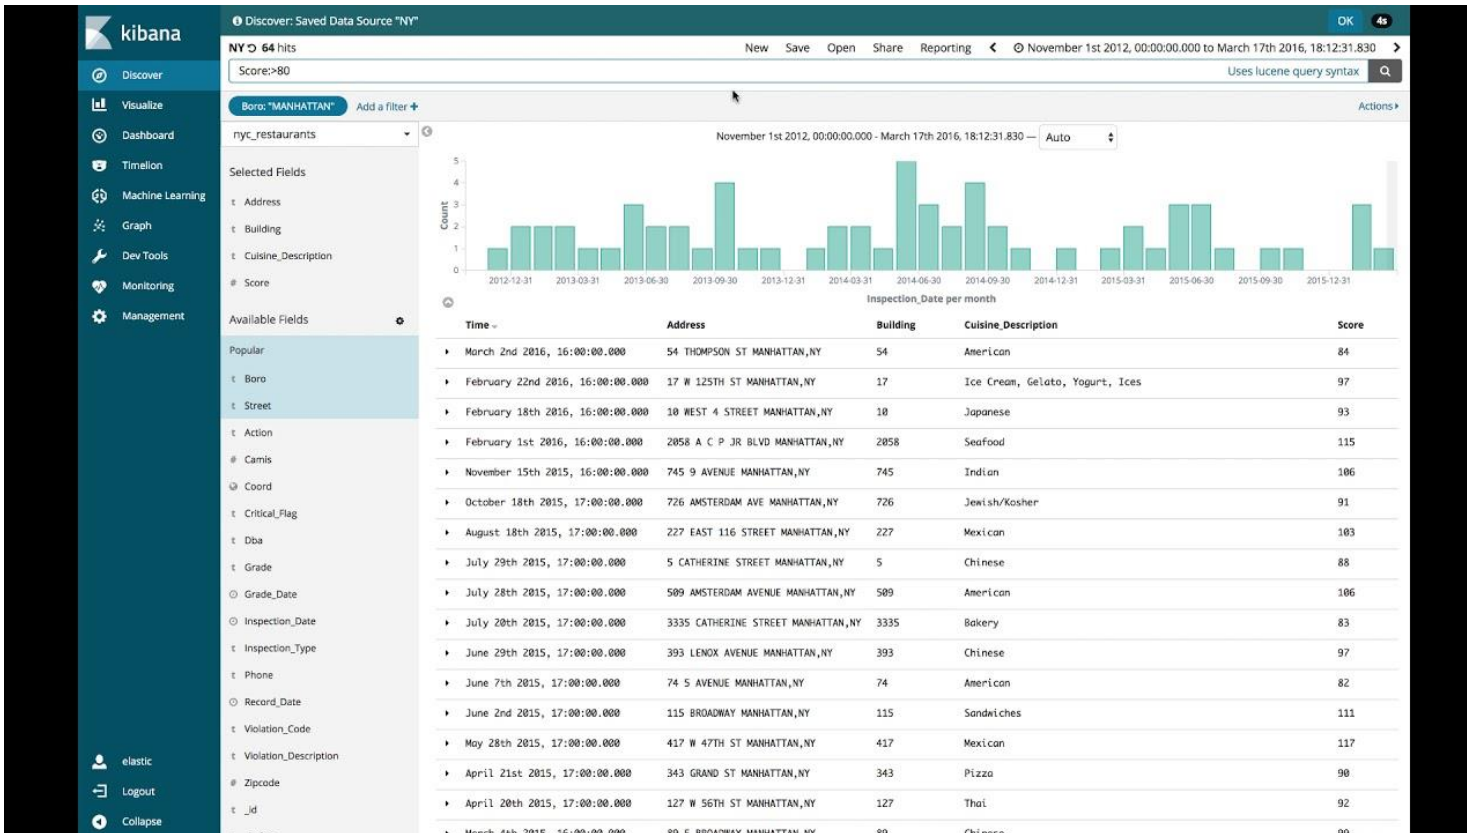 kibana
Discover
Visualize
Dashboard
Timelion
Machine Learning
Graph
Dev Tools
Monitoring
Management
elastic
Logout
Collapse
Discover: Saved Data Source "NY"
OK 4s
NY 64 hits
New Save Open Share Reporting November 1st 2012, 00:00:00.000 to March 17th 2016, 18:12:31.830
Score:>80 Uses lucene query syntax
Boro: "MANHATTAN" Add a filter + Actions
nyc_restaurants
Selected Fields
t Address
t Building
t Cuisine_Description
# Score
Available Fields
Popular
t Boro
t Street
t Action
# Camis
Coord
t Critical_Flag
t Dba
t Grade
Grade_Date
Inspection_Date
t Inspection_Type
t Phone
Record_Date
t Violation_Code
t Violation_Description
# Zipcode
t _id
November 1st 2012, 00:00:00.000 - March 17th 2016, 18:12:31.830 — Auto
Count
5
4
3
2
1
0
2012-12-31 2013-03-31 2013-06-30 2013-09-30 2013-12-31 2014-03-31 2014-06-30 2014-09-30 2014-12-31 2015-03-31 2015-06-30 2015-09-30 2015-12-31
Inspection_Date per month
Time Address Building Cuisine_Description Score
March 2nd 2016, 16:00:00.000 54 THOMPSON ST MANHATTAN,NY 54 American 84
February 22nd 2016, 16:00:00.000 17 W 125TH ST MANHATTAN,NY 17 Ice Cream, Gelato, Yogurt, Ices 97
February 18th 2016, 16:00:00.000 10 WEST 4 STREET MANHATTAN,NY 10 Japanese 93
February 1st 2016, 16:00:00.000 2058 A C P JR BLVD MANHATTAN,NY 2058 Seafood 115
November 15th 2015, 16:00:00.000 745 9 AVENUE MANHATTAN,NY 745 Indian 106
October 18th 2015, 17:00:00.000 726 AMSTERDAM AVE MANHATTAN,NY 726 Jewish/Kosher 91
August 18th 2015, 17:00:00.000 227 EAST 116 STREET MANHATTAN,NY 227 Mexican 103
July 29th 2015, 17:00:00.000 5 CATHERINE STREET MANHATTAN,NY 5 Chinese 88
July 28th 2015, 17:00:00.000 509 AMSTERDAM AVENUE MANHATTAN,NY 509 American 106
July 20th 2015, 17:00:00.000 3335 CATHERINE STREET MANHATTAN,NY 3335 Bakery 83
June 29th 2015, 17:00:00.000 393 LENOX AVENUE MANHATTAN,NY 393 Chinese 97
June 7th 2015, 17:00:00.000 74 5 AVENUE MANHATTAN,NY 74 American 82
June 2nd 2015, 17:00:00.000 115 BROADWAY MANHATTAN,NY 115 Sandwiches 111
May 28th 2015, 17:00:00.000 417 W 47TH ST MANHATTAN,NY 417 Mexican 117
April 21st 2015, 17:00:00.000 343 GRAND ST MANHATTAN,NY 343 Pizza 90
April 20th 2015, 17:00:00.000 127 W 56TH ST MANHATTAN,NY 127 Thai 92